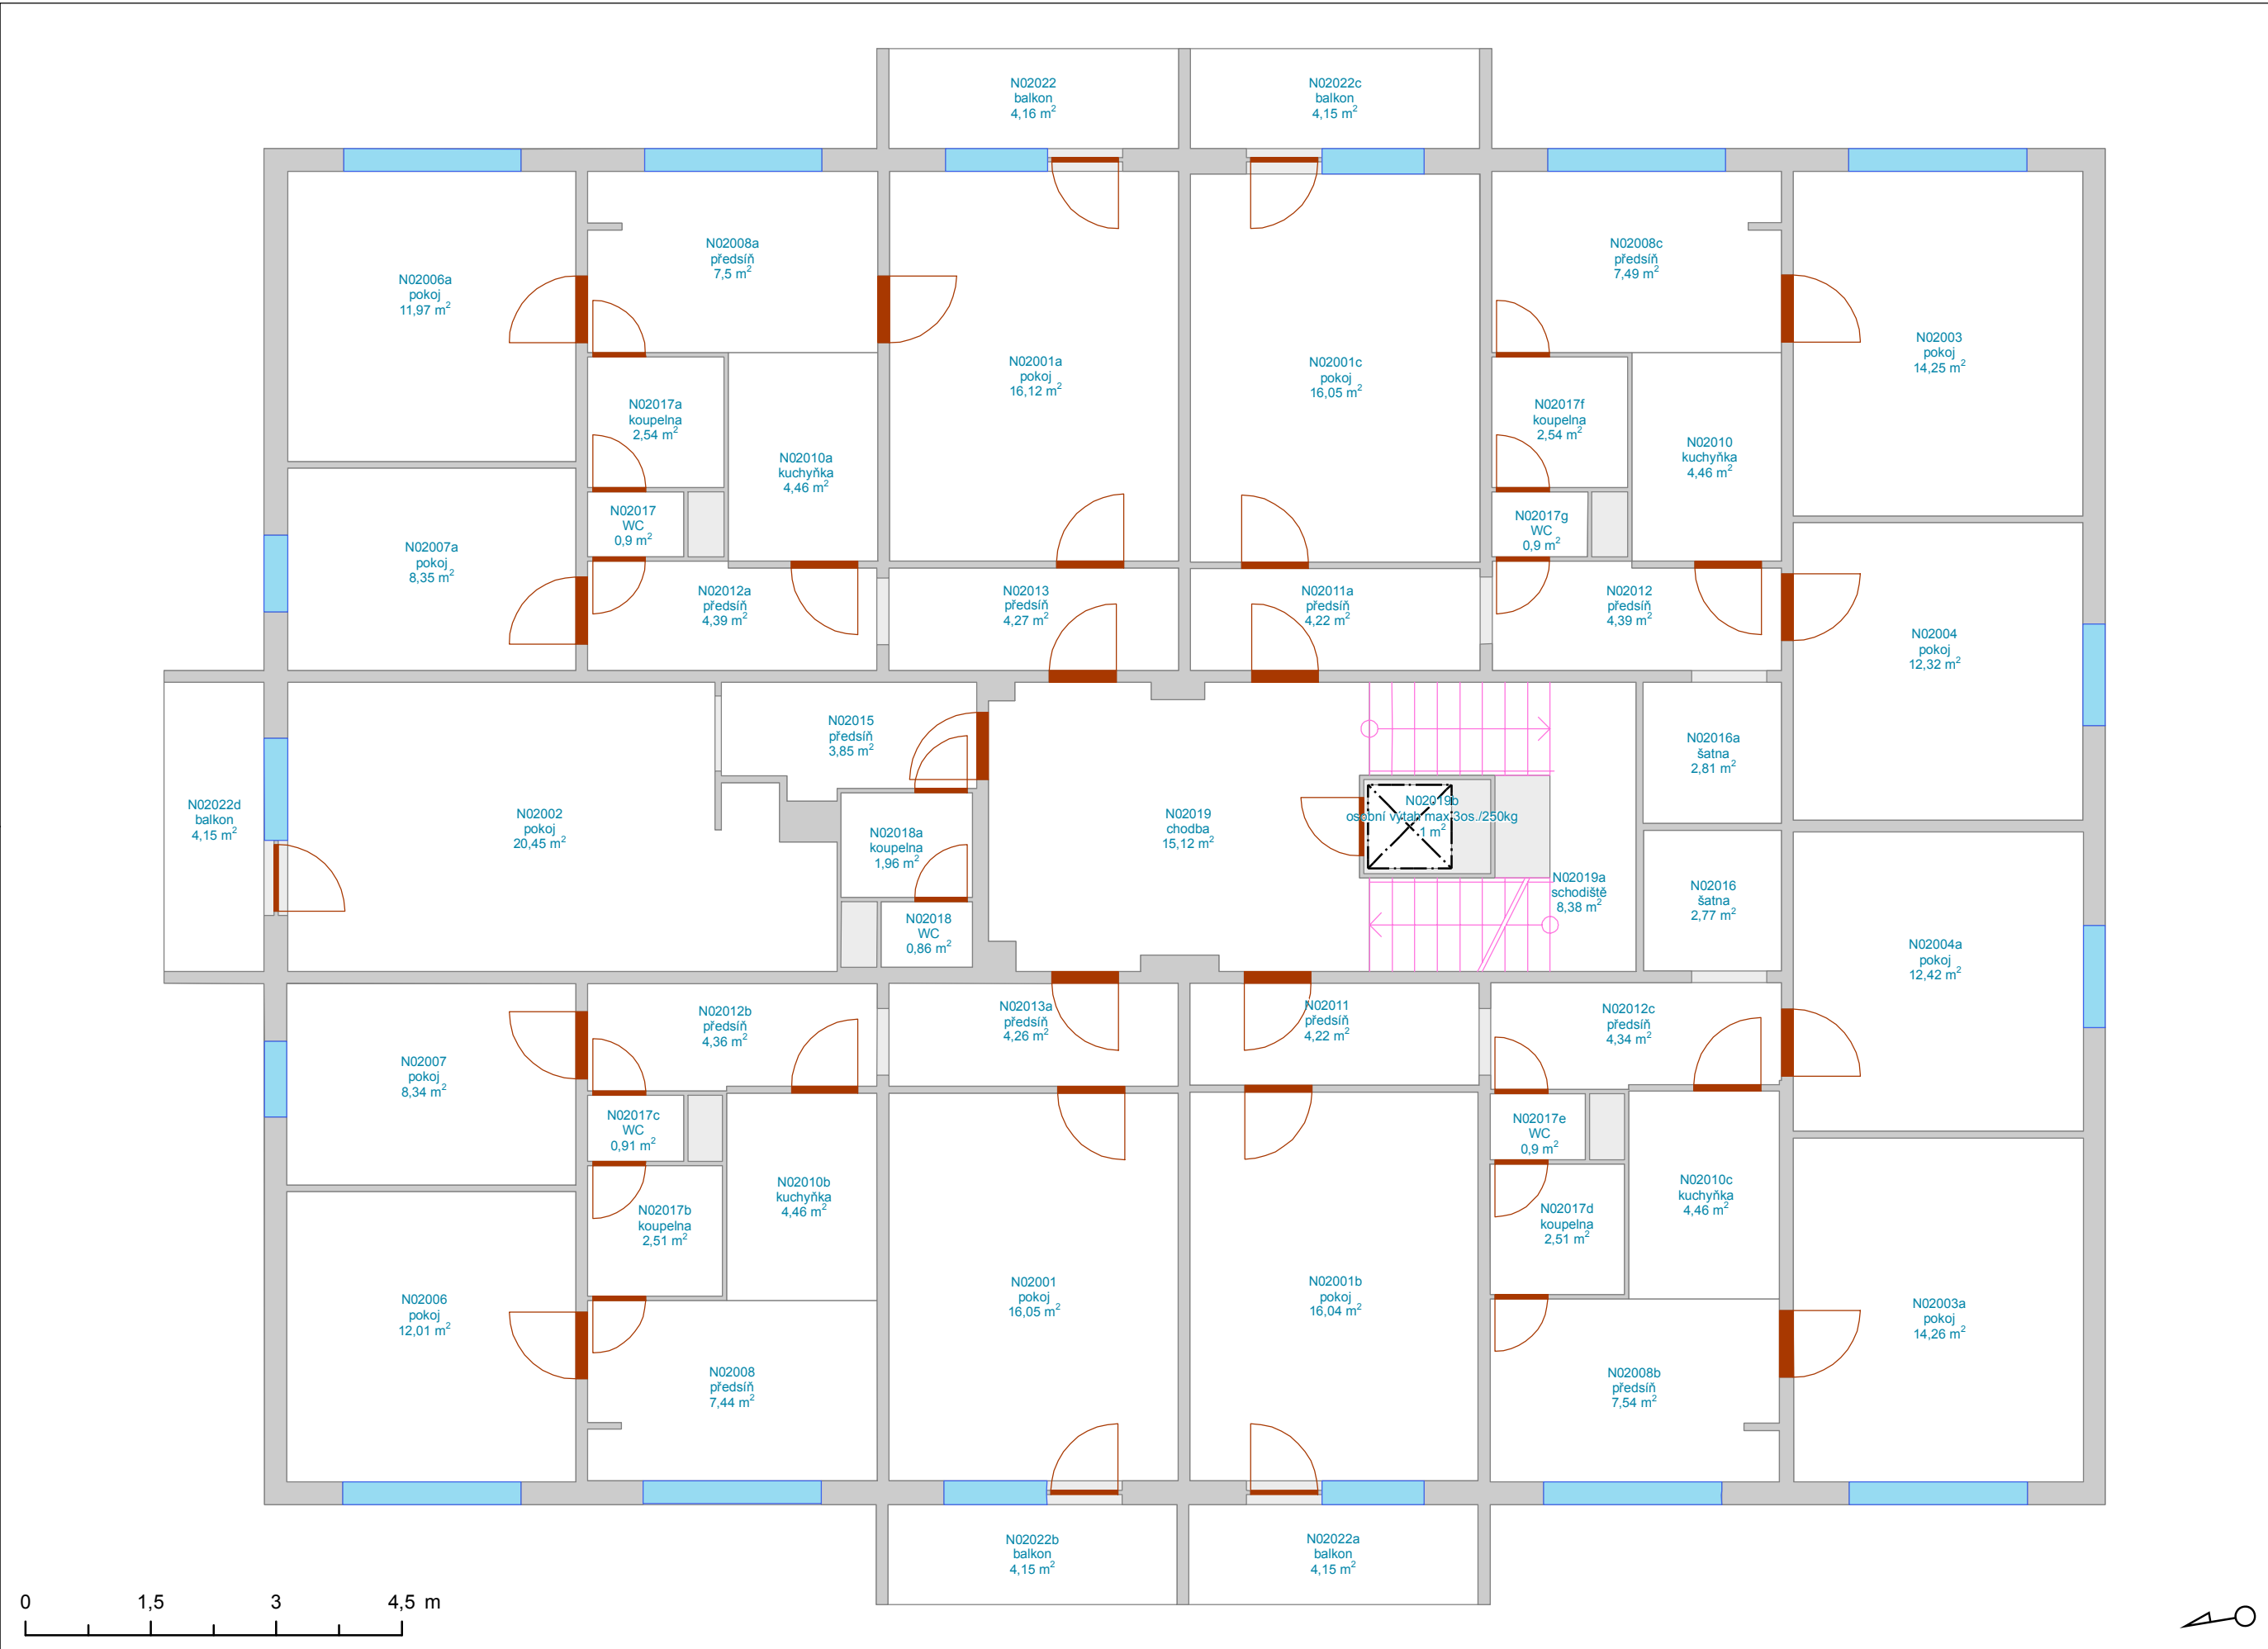 N02022
balkon
4,16 m²
N02022c
balkon
4,15 m²
N02006a
pokoj
11,97 m²
N02008a
předsíň
7,5 m²
N02001a
pokoj
16,12 m²
N02001c
pokoj
16,05 m²
N02008c
předsíň
7,49 m²
N02003
pokoj
14,25 m²
N02017a
koupelna
2,54 m²
N02010a
kuchyňka
4,46 m²
N02017f
koupelna
2,54 m²
N02010
kuchyňka
4,46 m²
N02017
WC
0,9 m²
N02017g
WC
0,9 m²
N02007a
pokoj
8,35 m²
N02012a
předsíň
4,39 m²
N02013
předsíň
4,27 m²
N02011a
předsíň
4,22 m²
N02012
předsíň
4,39 m²
N02004
pokoj
12,32 m²
N02015
předsíň
3,85 m²
N02016a
šatna
2,81 m²
N02022d
balkon
4,15 m²
N02002
pokoj
20,45 m²
N02018a
koupelna
1,96 m²
N02019
chodba
15,12 m²
N02019b
osobní výtah max 3os./250kg
1 m²
N02019a
schodiště
8,38 m²
N02016
šatna
2,77 m²
N02018
WC
0,86 m²
N02004a
pokoj
12,42 m²
N02007
pokoj
8,34 m²
N02012b
předsíň
4,36 m²
N02013a
předsíň
4,26 m²
N02011
předsíň
4,22 m²
N02012c
předsíň
4,34 m²
N02017c
WC
0,91 m²
N02017e
WC
0,9 m²
N02017b
koupelna
2,51 m²
N02010b
kuchyňka
4,46 m²
N02017d
koupelna
2,51 m²
N02010c
kuchyňka
4,46 m²
N02006
pokoj
12,01 m²
N02008
předsíň
7,44 m²
N02001
pokoj
16,05 m²
N02001b
pokoj
16,04 m²
N02008b
předsíň
7,54 m²
N02003a
pokoj
14,26 m²
N02022b
balkon
4,15 m²
N02022a
balkon
4,15 m²
0 1,5 3 4,5 m